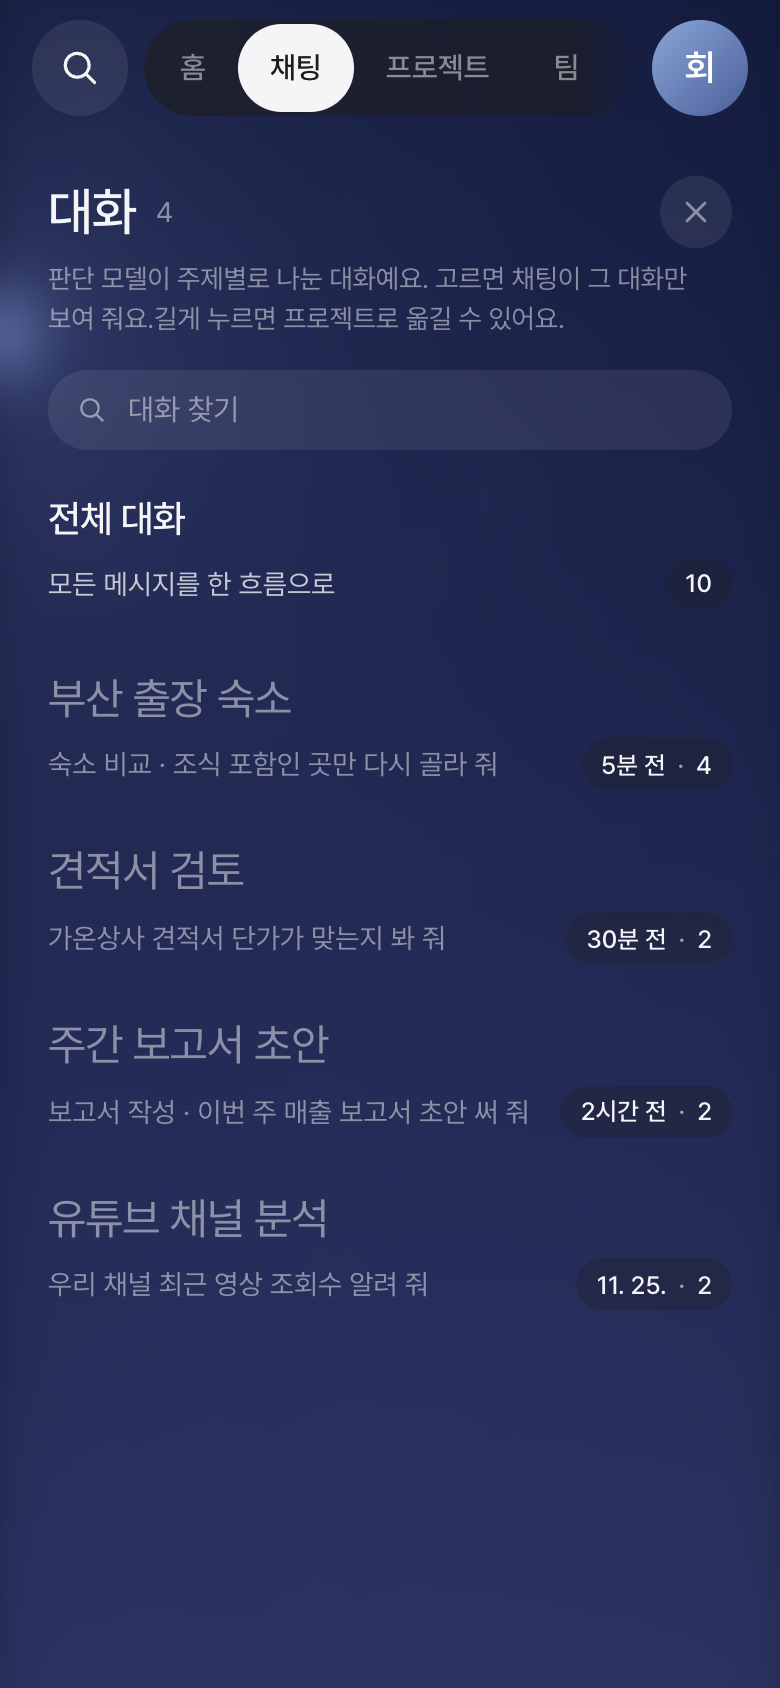 홈 채팅 프로젝트 팀 회
대화 4
판단 모델이 주제별로 나눈 대화예요. 고르면 채팅이 그 대화만
보여 줘요.길게 누르면 프로젝트로 옮길 수 있어요.
대화 찾기
전체 대화
모든 메시지를 한 흐름으로 10
부산 출장 숙소
숙소 비교 · 조식 포함인 곳만 다시 골라 줘 5분 전 · 4
견적서 검토
가온상사 견적서 단가가 맞는지 봐 줘 30분 전 · 2
주간 보고서 초안
보고서 작성 · 이번 주 매출 보고서 초안 써 줘 2시간 전 · 2
유튜브 채널 분석
우리 채널 최근 영상 조회수 알려 줘 11. 25. · 2